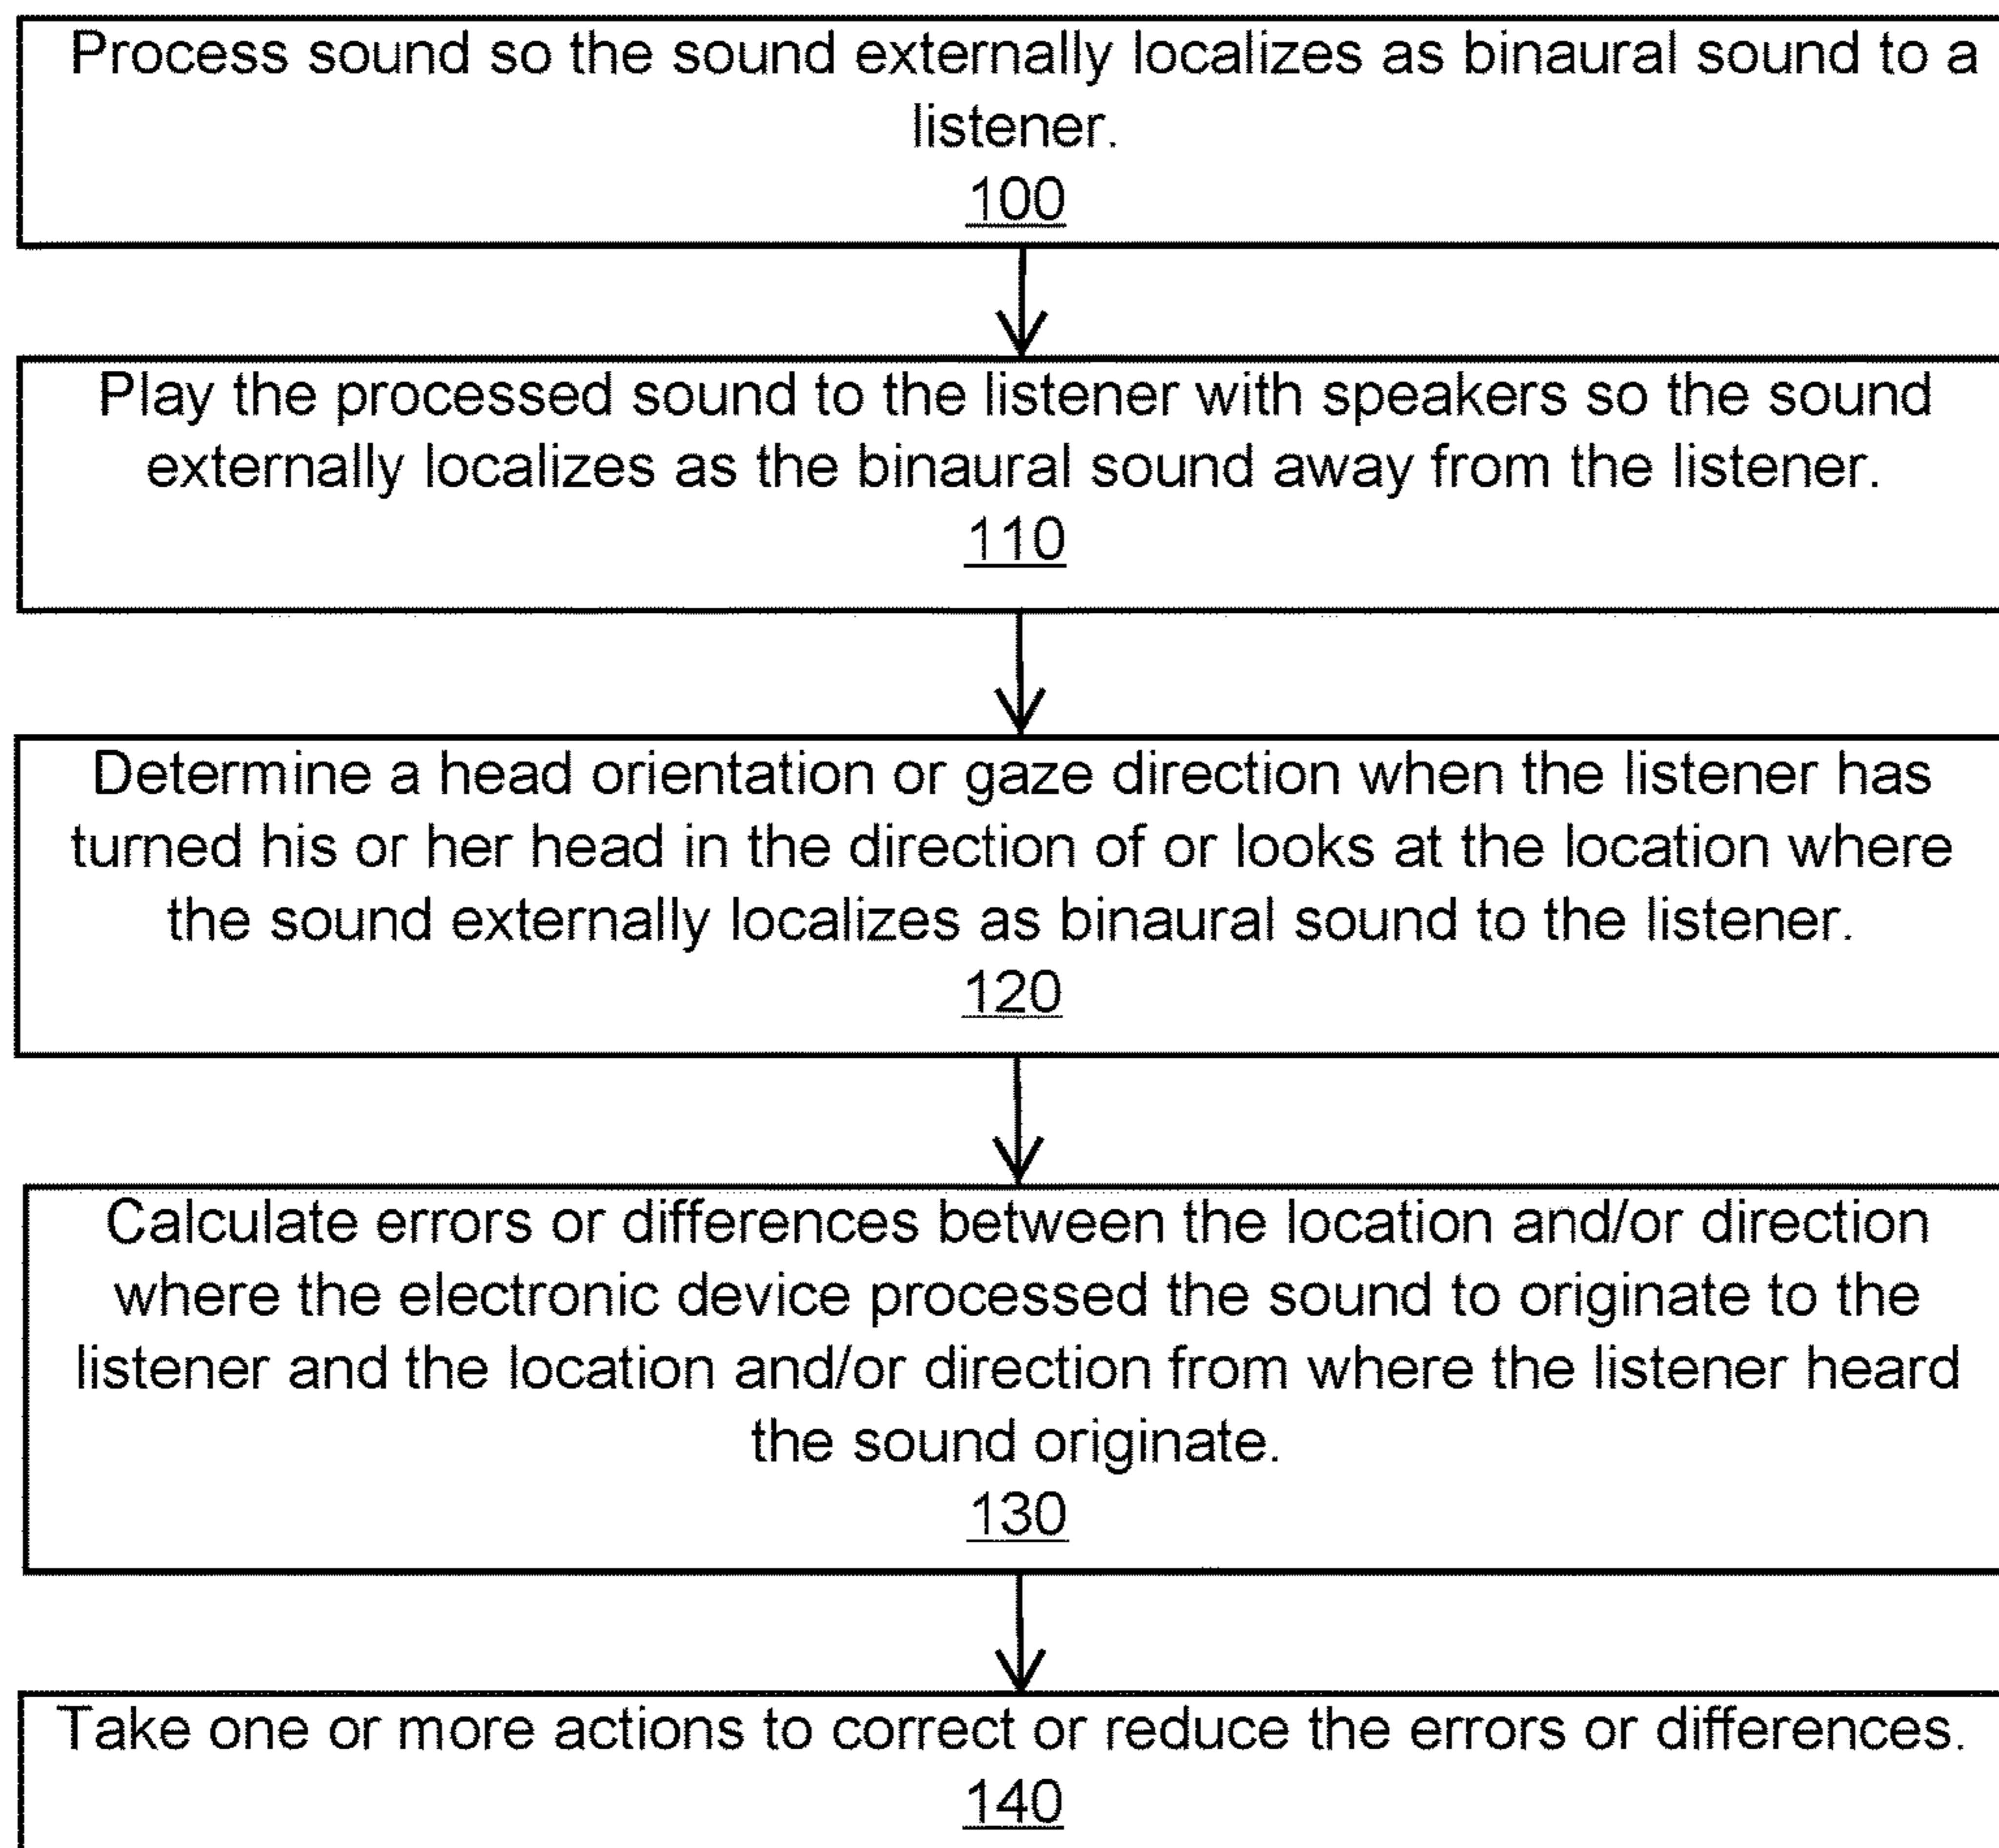 Process sound so the sound externally localizes as binaural sound to a
listener.
100
Play the processed sound to the listener with speakers so the sound
externally localizes as the binaural sound away from the listener.
110
Determine a head orientation or gaze direction when the listener has
turned his or her head in the direction of or looks at the location where
the sound externally localizes as binaural sound to the listener.
120
Calculate errors or differences between the location and/or direction
where the electronic device processed the sound to originate to the
listener and the location and/or direction from where the listener heard
the sound originate.
130
Take one or more actions to correct or reduce the errors or differences.
140